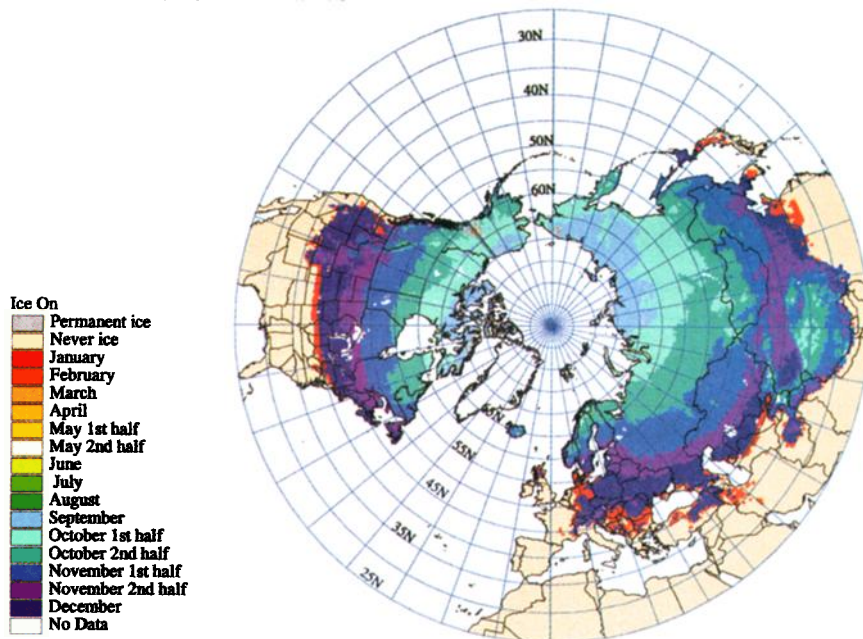 30N
40N
50N
60N
65N
55N
45N
35N
25N
Ice On
Permanent ice
Never ice
January
February
March
April
May 1st half
May 2nd half
June
July
August
September
October 1st half
October 2nd half
November 1st half
November 2nd half
December
No Data